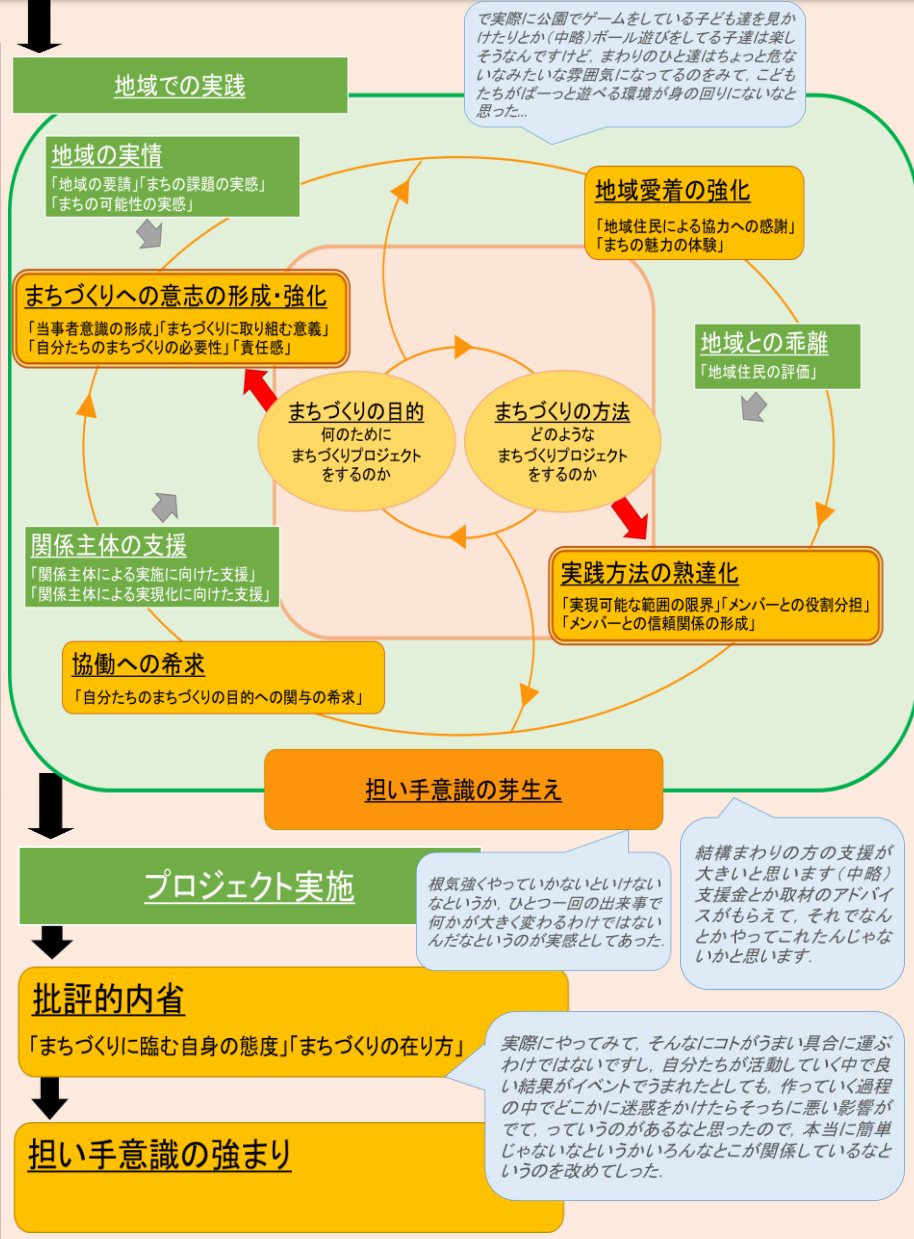 で実際に公園でゲームをしている子ども達を見か
けたりとか（中略）ボール遊びをしてる子達は楽し
そうなんですけど, まわりのひと達はちょっと危な
いなみたいな雰囲気になってるのをみて, こども
たちがばーっと遊べる環境が身の回りにないなと
思った...
地域での実践
地域の実情
「地域の要請」「まちの課題の実感」
「まちの可能性の実感」
地域愛着の強化
「地域住民による協力への感謝」
「まちの魅力の体験」
まちづくりへの意志の形成・強化
「当事者意識の形成」「まちづくりに取り組む意義」
「自分たちのまちづくりの必要性」「責任感」
地域との乖離
「地域住民の評価」
まちづくりの目的
何のために
まちづくりプロジェクト
をするのか
まちづくりの方法
どのような
まちづくりプロジェクト
をするのか
関係主体の支援
「関係主体による実施に向けた支援」
「関係主体による実現化に向けた支援」
実践方法の熟達化
「実現可能な範囲の限界」「メンバーとの役割分担」
「メンバーとの信頼関係の形成」
協働への希求
「自分たちのまちづくりの目的への関与の希求」
担い手意識の芽生え
プロジェクト実施
根気強くやっていかないといけない
なというか, ひとつ一回の出来事で
何かが大きく変わるわけではない
んだなというのが実感としてあった.
結構まわりの方の支援が
大きいと思います（中略）
支援金とか取材のアドバイ
スがもらえて, それでなん
とかやってこれたんじゃな
いかと思います.
批評的内省
「まちづくりに臨む自身の態度」「まちづくりの在り方」
実際にやってみて, そんなにコトがうまい具合に運ぶ
わけではないですし, 自分たちが活動していく中で良
い結果がイベントでうまれたとしても, 作っていく過程
の中でどこかに迷惑をかけたらそっちに悪い影響が
でて, っていうのがあるなと思ったので, 本当に簡単
じゃないなというかいろんなとこが関係しているなと
いうのを改めてしった.
担い手意識の強まり